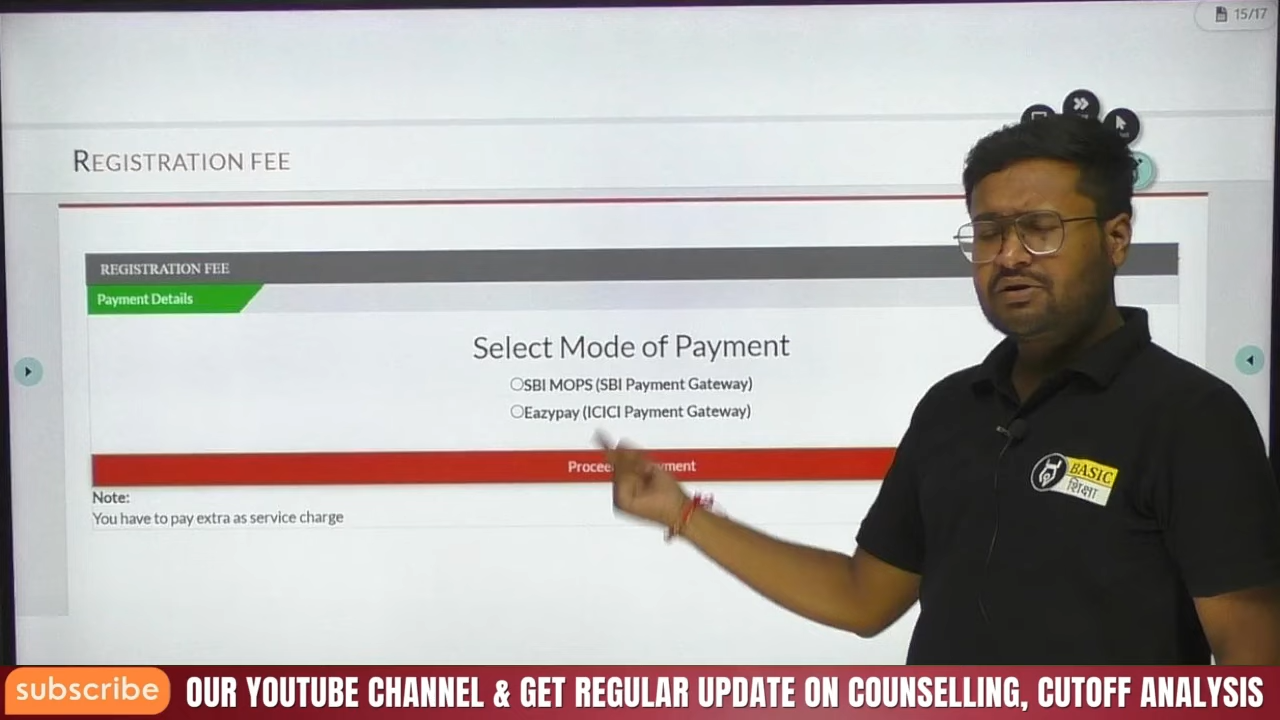 15/17
REGISTRATION FEE
REGISTRATION FEE
Payment Details
Select Mode of Payment
SBI MOPS (SBI Payment Gateway)
Eazypay (ICICI Payment Gateway)
Note:
You have to pay extra as service charge
BASIC
शिक्षा
subscribe
OUR YOUTUBE CHANNEL & GET REGULAR UPDATE ON COUNSELLING, CUTOFF ANALYSIS